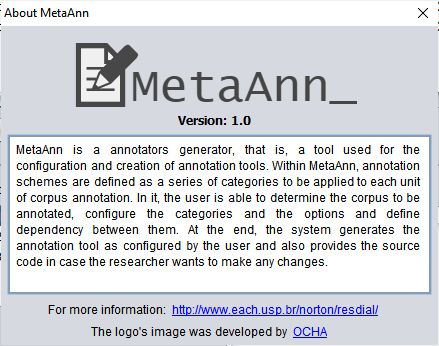 About MetaAnn
MetaAnn_
Version: 1.0
MetaAnn is a annotators generator, that is, a tool used for the
configuration and creation of annotation tools. Within MetaAnn, annotation
schemes are defined as a series of categories to be applied to each unit
of corpus annotation. In it, the user is able to determine the corpus to be
annotated, configure the categories and the options and define
dependency between them. At the end, the system generates the
annotation tool as configured by the user and also provides the source
code in case the researcher wants to make any changes.
For more information: http://www.each.usp.br/norton/resdial/
The logo's image was developed by OCHA